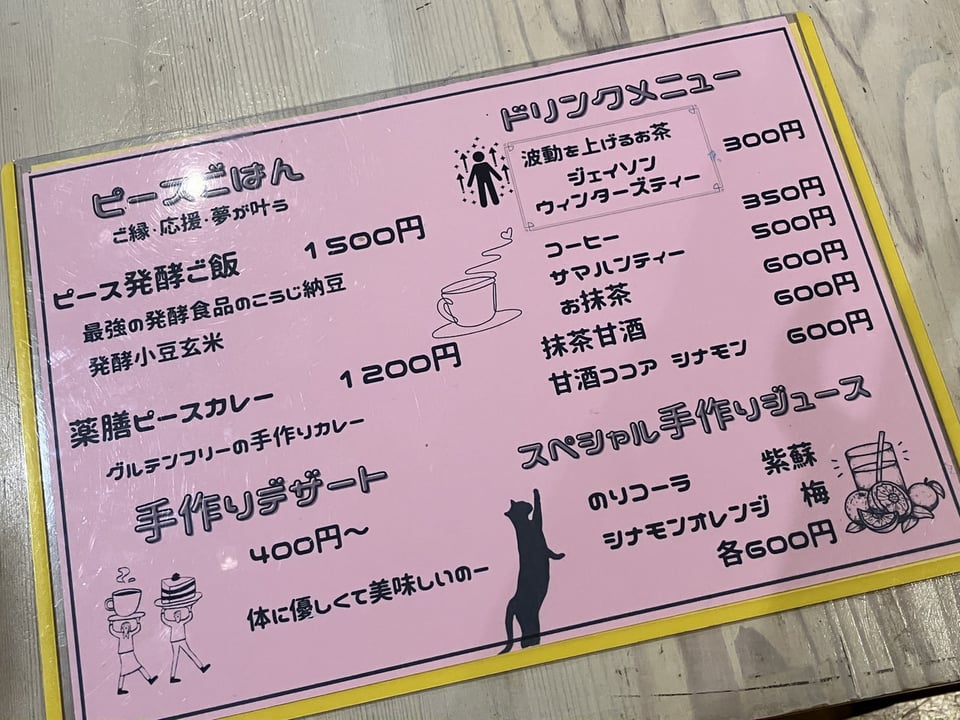 ピースごはん
ご縁・応援・夢が叶う
ピース発酵ご飯 1500円
最強の発酵食品のこうじ納豆
発酵小豆玄米
薬膳ピースカレー 1200円
グルテンフリーの手作りカレー
手作りデザート
400円～
体に優しくて美味しいのー
ドリンクメニュー
波動を上げるお茶
ジェイソン
ウィンターズティー 300円
コーヒー 350円
サマハンティー 500円
お抹茶 600円
抹茶甘酒 600円
甘酒ココア シナモン 600円
スペシャル手作りジュース
のりコーラ 紫蘇
シナモンオレンジ 梅
各600円